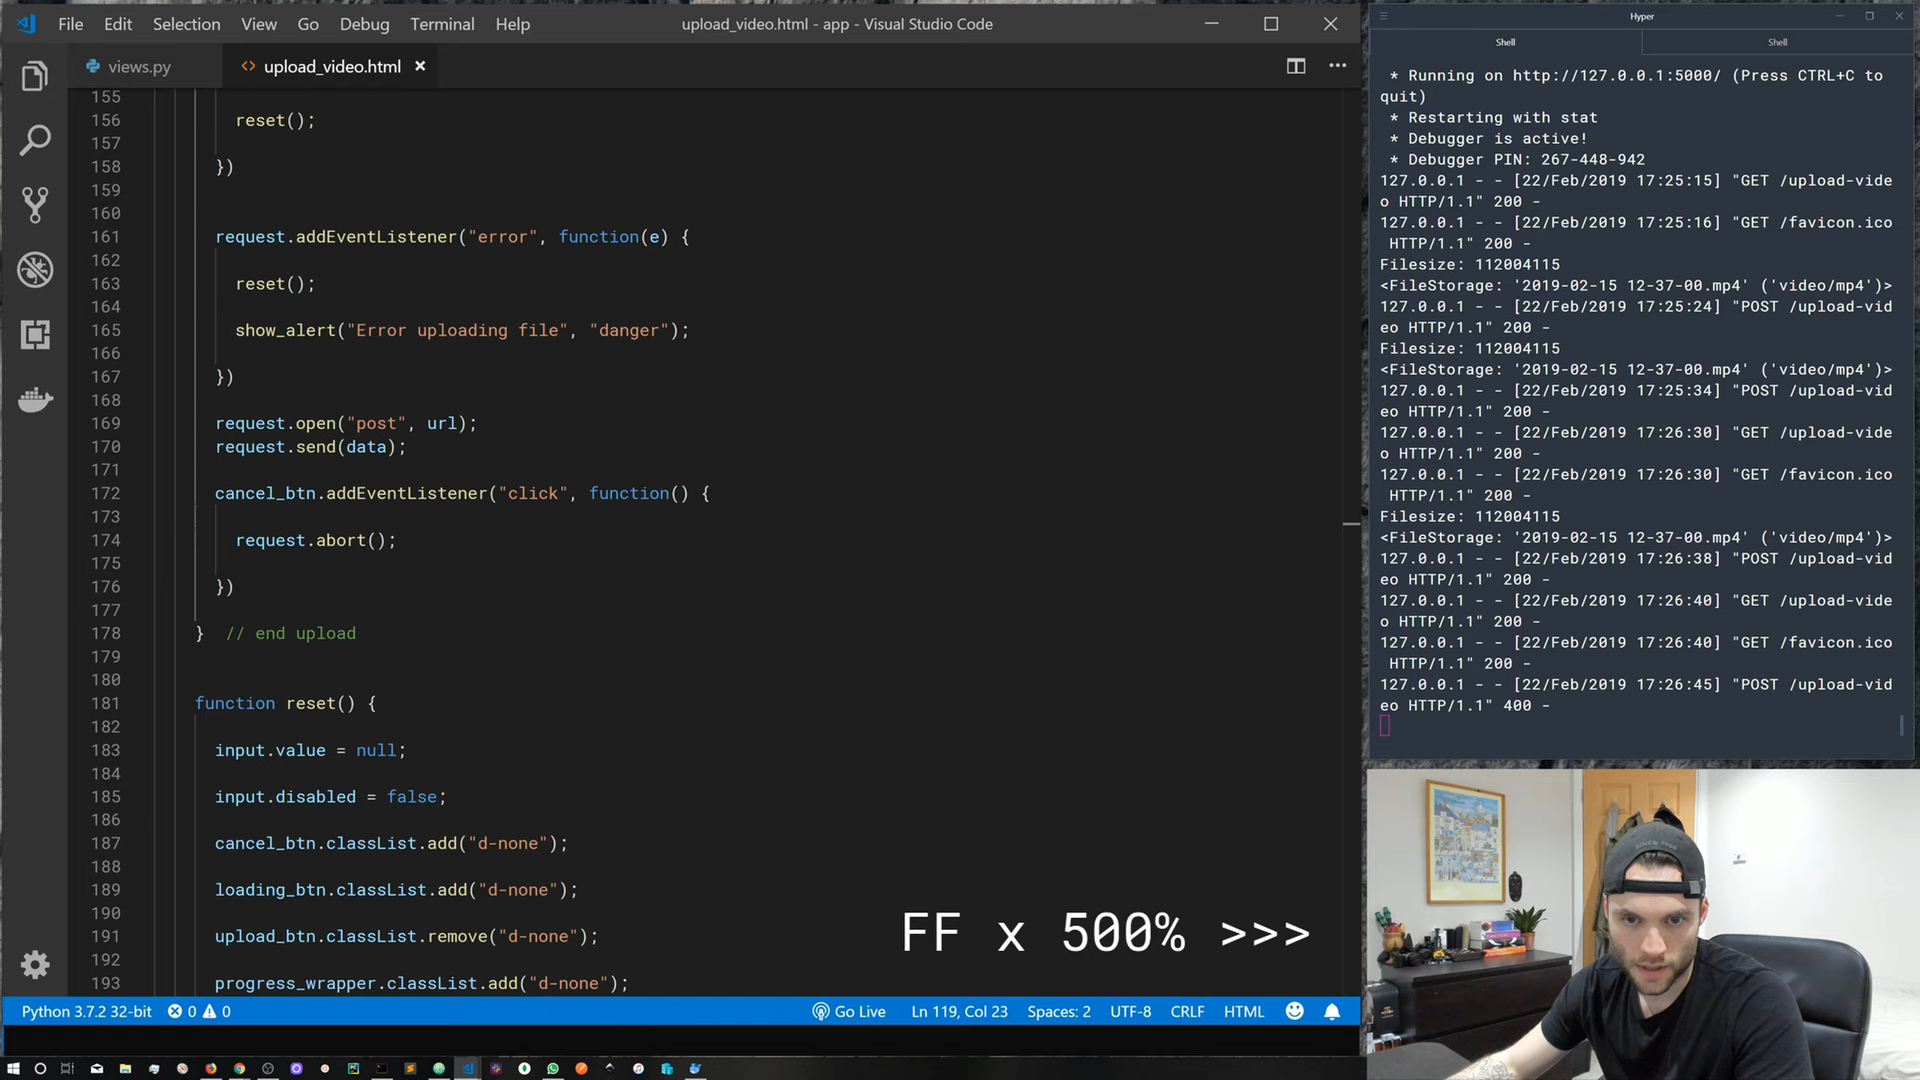 File Edit Selection View Go Debug Terminal Help
upload_video.html - app - Visual Studio Code
views.py
upload_video.html
155
156 reset();
157
158 })
159
160
161 request.addEventListener("error", function(e) {
162
163 reset();
164
165 show_alert("Error uploading file", "danger");
166
167 })
168
169 request.open("post", url);
170 request.send(data);
171
172 cancel_btn.addEventListener("click", function() {
173
174 request.abort();
175
176 })
177
178 } // end upload
179
180
181 function reset() {
182
183 input.value = null;
184
185 input.disabled = false;
186
187 cancel_btn.classList.add("d-none");
188
189 loading_btn.classList.add("d-none");
190
191 upload_btn.classList.remove("d-none");
192
193 progress_wrapper.classList.add("d-none");
FF x 500% >>>
Python 3.7.2 32-bit 0 0 Go Live Ln 119, Col 23 Spaces: 2 UTF-8 CRLF HTML
Hyper
Shell Shell
* Running on http://127.0.0.1:5000/ (Press CTRL+C to
quit)
* Restarting with stat
* Debugger is active!
* Debugger PIN: 267-448-942
127.0.0.1 - - [22/Feb/2019 17:25:15] "GET /upload-vide
o HTTP/1.1" 200 -
127.0.0.1 - - [22/Feb/2019 17:25:16] "GET /favicon.ico
HTTP/1.1" 200 -
Filesize: 112004115
<FileStorage: '2019-02-15 12-37-00.mp4' ('video/mp4')>
127.0.0.1 - - [22/Feb/2019 17:25:24] "POST /upload-vid
eo HTTP/1.1" 200 -
Filesize: 112004115
<FileStorage: '2019-02-15 12-37-00.mp4' ('video/mp4')>
127.0.0.1 - - [22/Feb/2019 17:25:34] "POST /upload-vid
eo HTTP/1.1" 200 -
127.0.0.1 - - [22/Feb/2019 17:26:30] "GET /upload-vide
o HTTP/1.1" 200 -
127.0.0.1 - - [22/Feb/2019 17:26:30] "GET /favicon.ico
HTTP/1.1" 200 -
Filesize: 112004115
<FileStorage: '2019-02-15 12-37-00.mp4' ('video/mp4')>
127.0.0.1 - - [22/Feb/2019 17:26:38] "POST /upload-vid
eo HTTP/1.1" 200 -
127.0.0.1 - - [22/Feb/2019 17:26:40] "GET /upload-vide
o HTTP/1.1" 200 -
127.0.0.1 - - [22/Feb/2019 17:26:40] "GET /favicon.ico
HTTP/1.1" 200 -
127.0.0.1 - - [22/Feb/2019 17:26:45] "POST /upload-vid
eo HTTP/1.1" 400 -